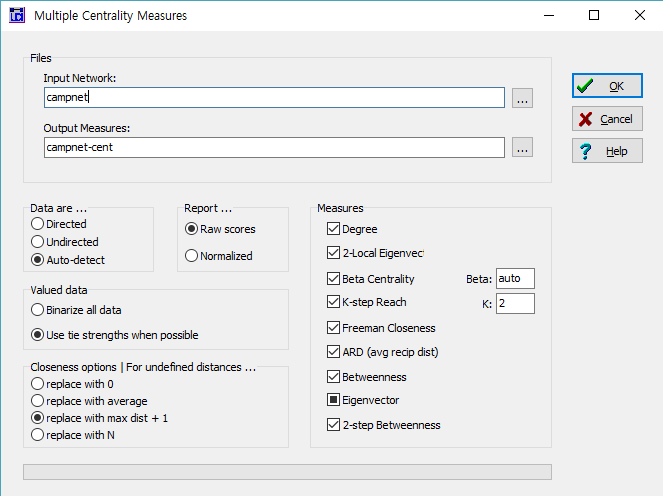 Multiple Centrality Measures
Files
Input Network:
campnet
...
Output Measures:
campnet-cent
...
OK
Cancel
Help
Data are ...
Directed
Undirected
Auto-detect
Report ...
Raw scores
Normalized
Valued data
Binarize all data
Use tie strengths when possible
Closeness options | For undefined distances ...
replace with 0
replace with average
replace with max dist + 1
replace with N
Measures
Degree
2-Local Eigenvect
Beta Centrality
Beta: auto
K-step Reach
K: 2
Freeman Closeness
ARD (avg recip dist)
Betweenness
Eigenvector
2-step Betweenness